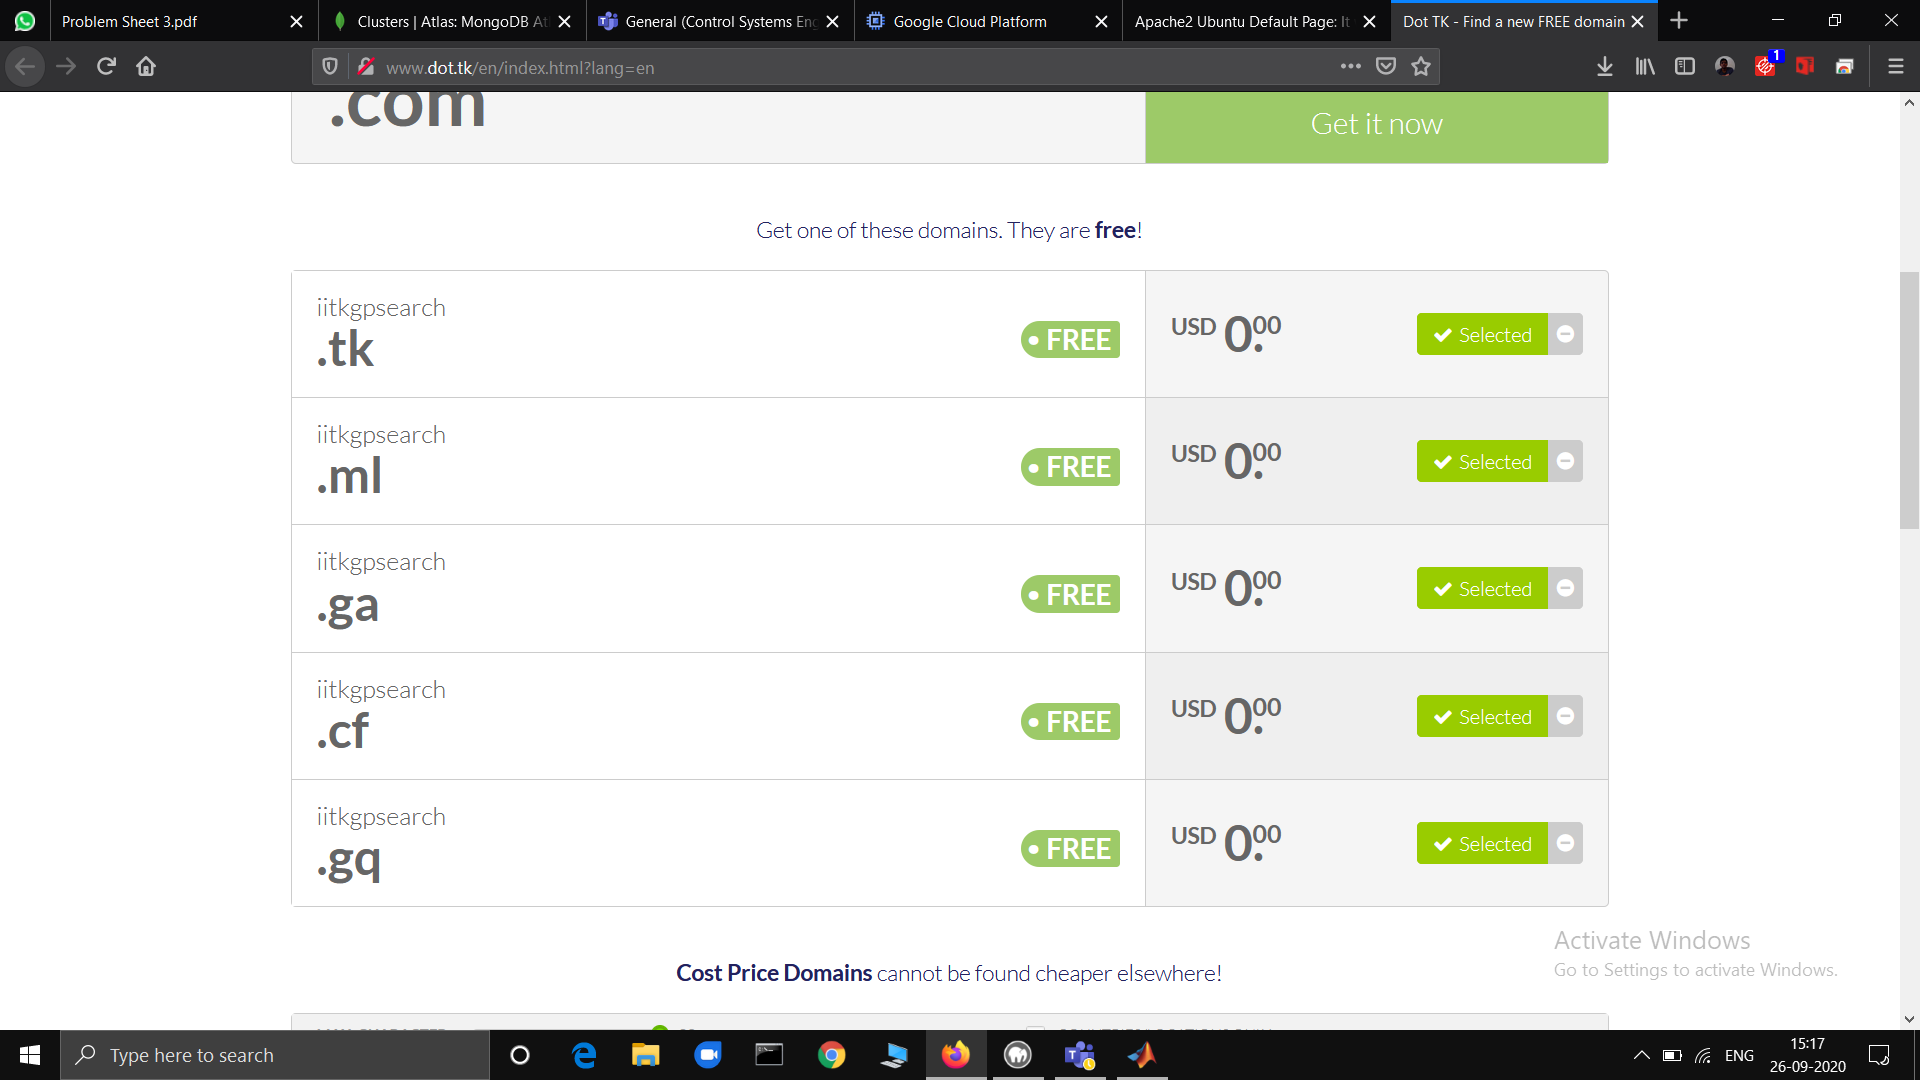 Problem Sheet 3.pdf
Clusters | Atlas: MongoDB Atl
General (Control Systems Eng
Google Cloud Platform
Apache2 Ubuntu Default Page: It
Dot TK - Find a new FREE domain
www.dot.tk/en/index.html?lang=en
1
.com
Get it now
Get one of these domains. They are free!
iitkgpsearch
.tk
FREE
USD 0.00
Selected
iitkgpsearch
.ml
FREE
USD 0.00
Selected
iitkgpsearch
.ga
FREE
USD 0.00
Selected
iitkgpsearch
.cf
FREE
USD 0.00
Selected
iitkgpsearch
.gq
FREE
USD 0.00
Selected
Cost Price Domains cannot be found cheaper elsewhere!
Activate Windows
Go to Settings to activate Windows.
Type here to search
ENG
15:17
26-09-2020